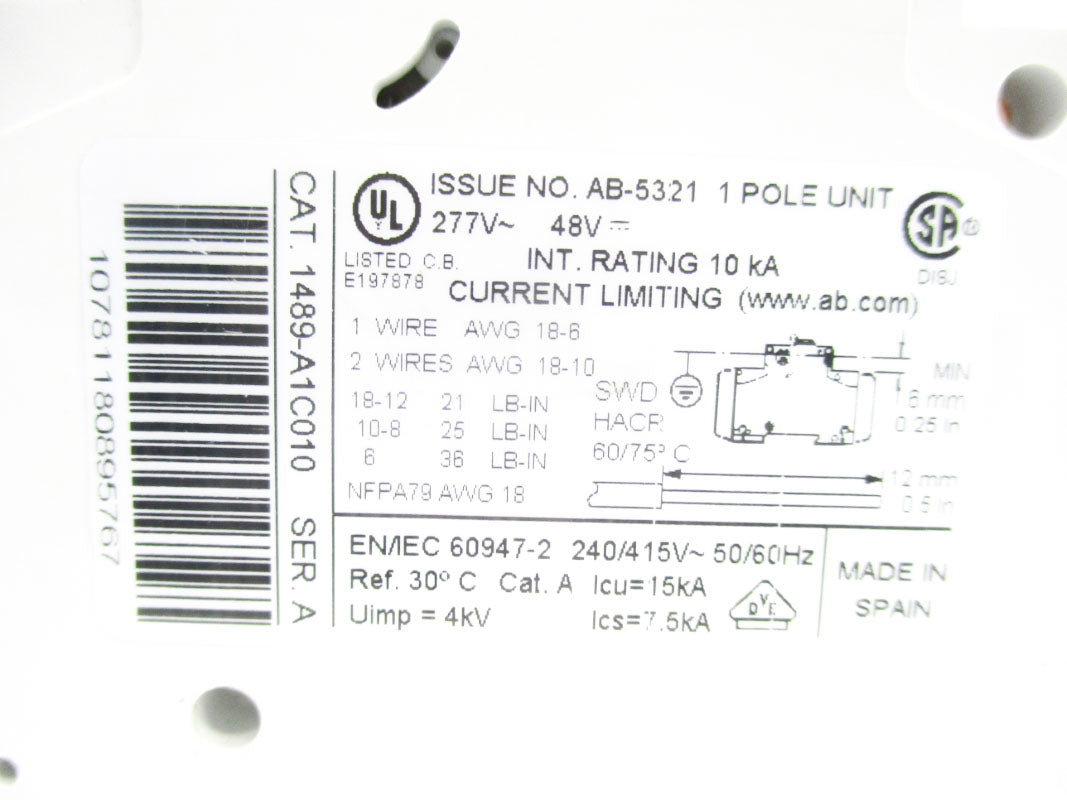 10781180895767
CAT. 1489-A1C010 SER. A
UL
LISTED C.B.
E197878
ISSUE NO. AB-5321 1 POLE UNIT
277V~ 48V⎓
INT. RATING 10 kA
CURRENT LIMITING (www.ab.com)
SA
DISJ
1 WIRE AWG 18-6
2 WIRES AWG 18-10
18-12 21 LB-IN
10-8 25 LB-IN
6 36 LB-IN
NFPA79 AWG 18
SWD
HACR
60/75° C
MIN
6 mm
0.25 in
12 mm
0.5 in
EN/IEC 60947-2 240/415V~ 50/60Hz
Ref. 30° C Cat. A Icu=15kA
Uimp = 4kV Ics=7.5kA
DVE
MADE IN
SPAIN